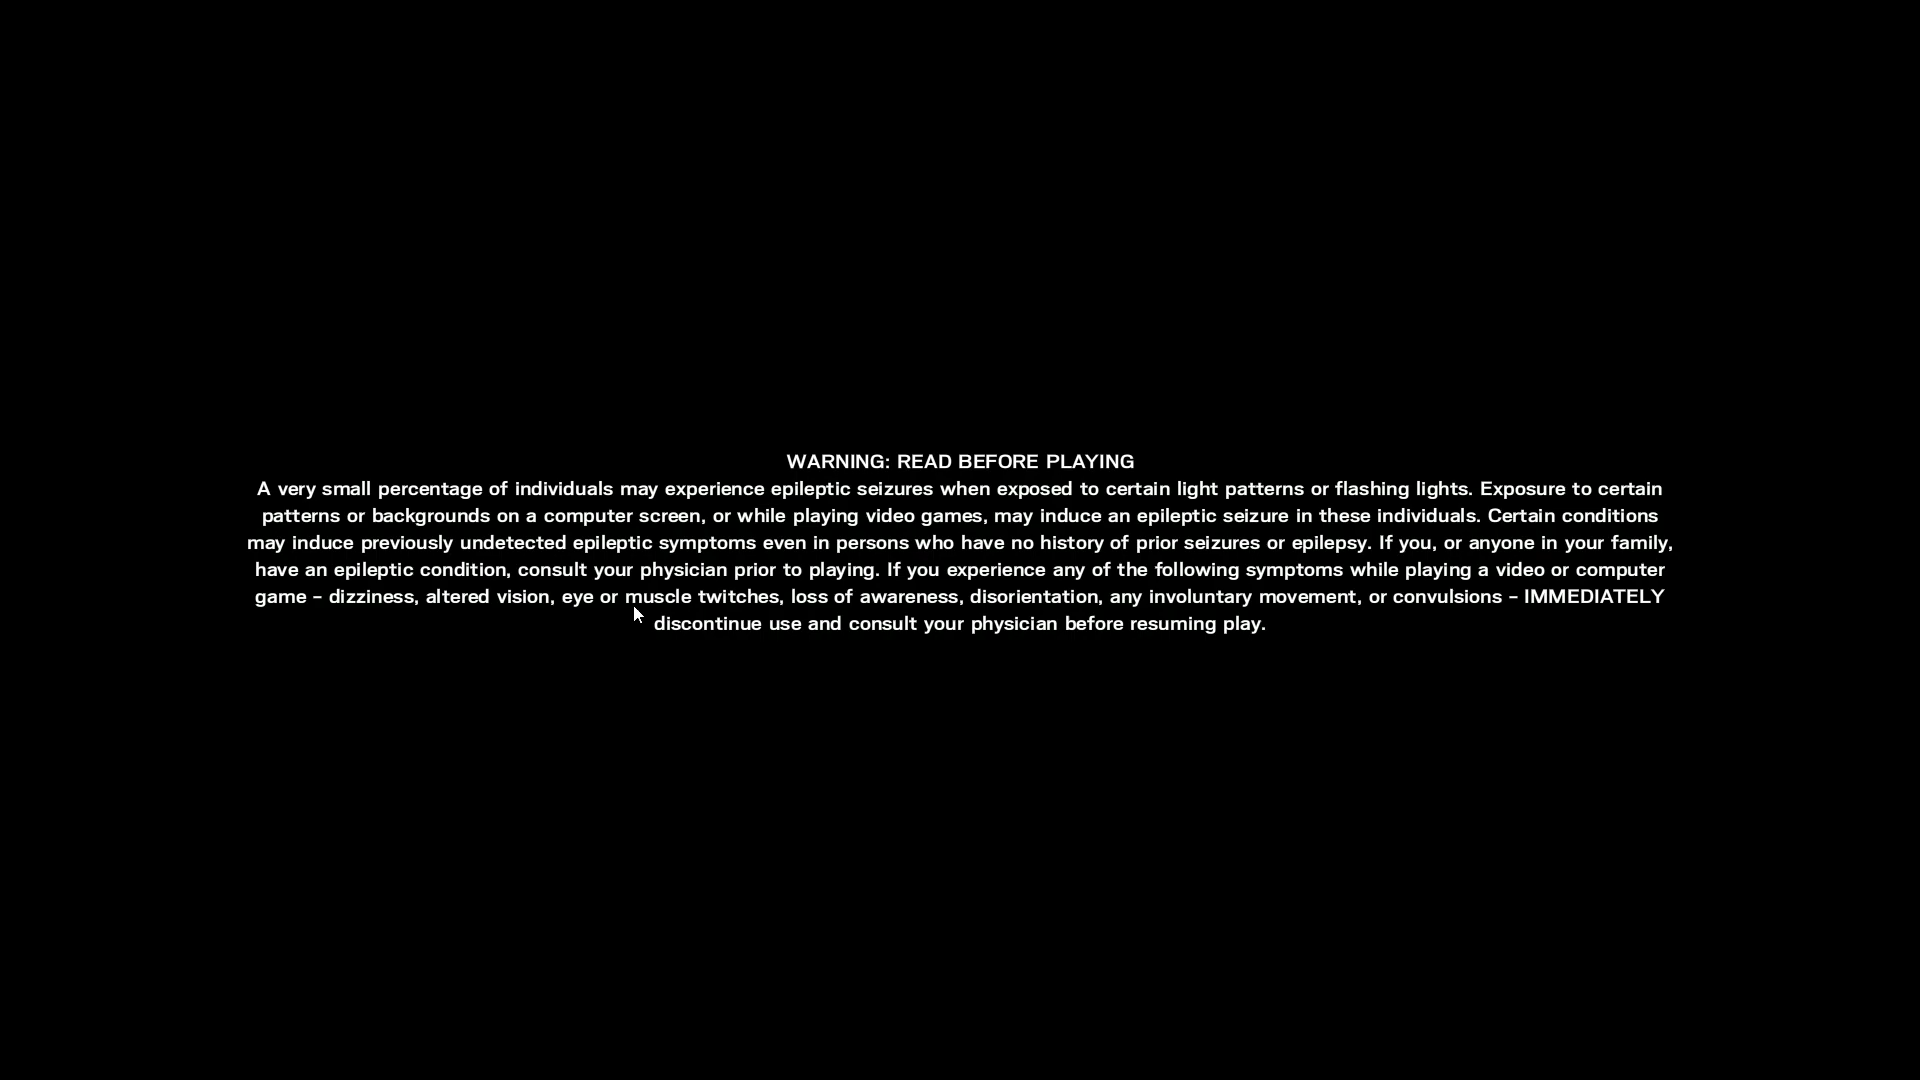 WARNING: READ BEFORE PLAYING
A very small percentage of individuals may experience epileptic seizures when exposed to certain light patterns or flashing lights. Exposure to certain
patterns or backgrounds on a computer screen, or while playing video games, may induce an epileptic seizure in these individuals. Certain conditions
may induce previously undetected epileptic symptoms even in persons who have no history of prior seizures or epilepsy. If you, or anyone in your family,
have an epileptic condition, consult your physician prior to playing. If you experience any of the following symptoms while playing a video or computer
game – dizziness, altered vision, eye or muscle twitches, loss of awareness, disorientation, any involuntary movement, or convulsions – IMMEDIATELY
discontinue use and consult your physician before resuming play.